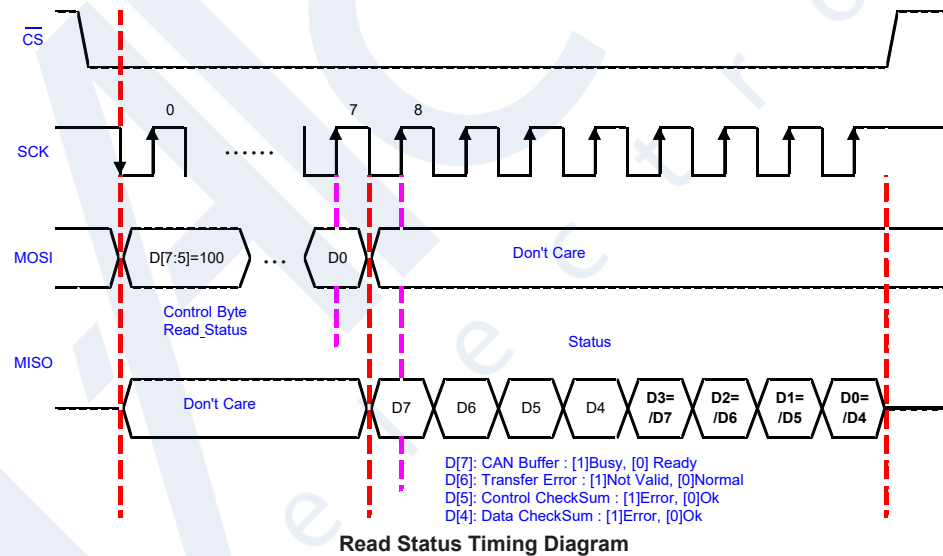 CS
0 7 8
SCK
......
MOSI
D[7:5]=100
...
D0
Don't Care
Control Byte
Read_Status
Status
MISO
Don't Care
D7
D6
D5
D4
D3=
/D7
D2=
/D6
D1=
/D5
D0=
/D4
D[7]: CAN Buffer : [1]Busy, [0] Ready
D[6]: Transfer Error : [1]Not Valid, [0]Normal
D[5]: Control CheckSum : [1]Error, [0]Ok
D[4]: Data CheckSum : [1]Error, [0]Ok
Read Status Timing Diagram